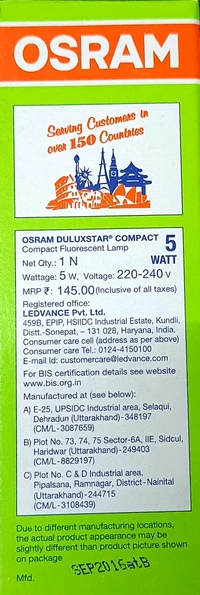 OSRAM
Serving Customers in
over 150 Countries
OSRAM DULUXSTAR® COMPACT 5
Compact Fluorescent Lamp
Net Qty.: 1 N WATT
Wattage: 5 W, Voltage: 220-240 V
MRP ₹: 145.00 (Inclusive of all taxes)
Registered office:
LEDVANCE Pvt. Ltd.
459B, EPIP, HSIIDC Industrial Estate, Kundli,
Distt.-Sonepat, – 131 028, Haryana, India.
Consumer care cell (address as per above)
Consumer care Tel.: 0124-4150100
E-mail Id: customercare@ledvance.com
For BIS certification details see website
www.bis.org.in
Manufactured at (see below):
A) E-25, UPSIDC Industrial area, Selaqui,
Dehradun (Uttarakhand)-348197
(CM/L-3087659)
B) Plot No. 73, 74, 75 Sector-6A, IIE, Sidcul,
Haridwar (Uttarakhand)-249403
(CM/L-8829197)
C) Plot No. C & D Industrial area,
Pipalsana, Ramnagar, District- Nainital
(Uttarakhand)-244715
(CM/L-3108439)
Due to different manufacturing locations,
the actual product appearance may be
slightly different than product picture shown
on package
Mfd. SEP2016atB